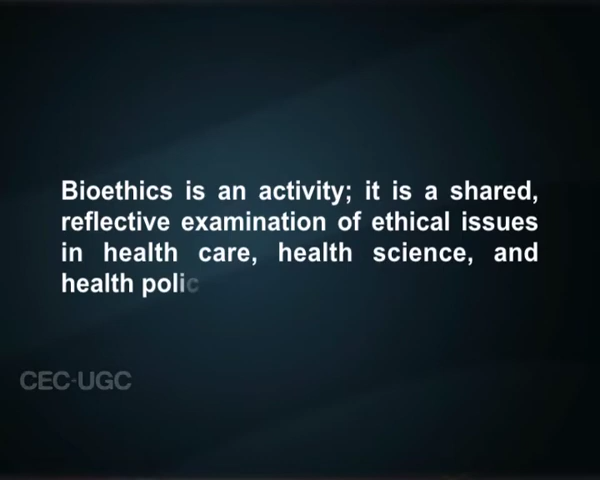 Bioethics is an activity; it is a shared,
reflective examination of ethical issues
in health care, health science, and
health polic
CEC-UGC